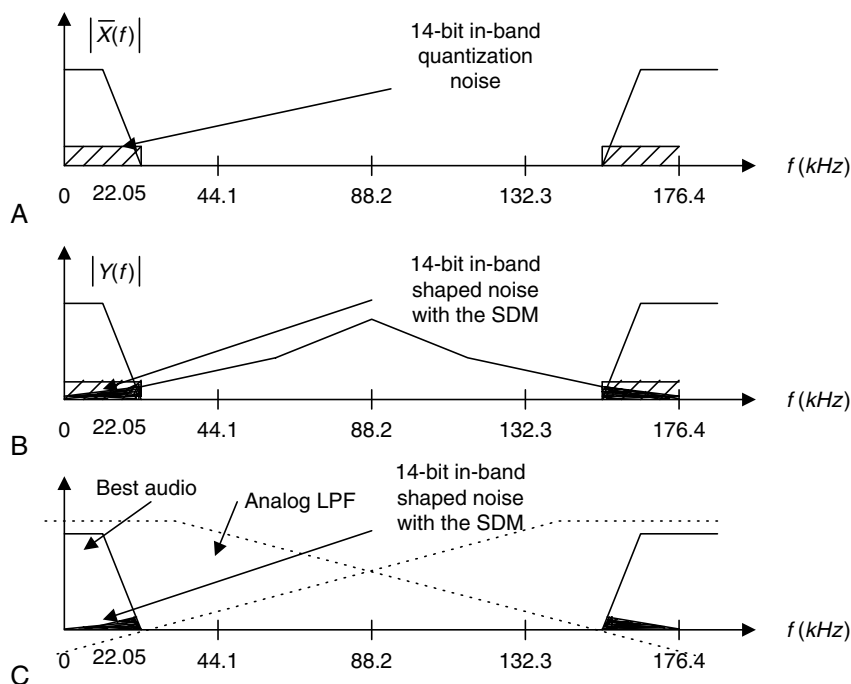 |X̅(f)|
14-bit in-band
quantization
noise
f (kHz)
0 22.05 44.1 88.2 132.3 176.4
A
|Y(f)|
14-bit in-band
shaped noise
with the SDM
f (kHz)
0 22.05 44.1 88.2 132.3 176.4
B
Best audio
Analog LPF
14-bit in-band
shaped noise
with the SDM
f (kHz)
0 22.05 44.1 88.2 132.3 176.4
C